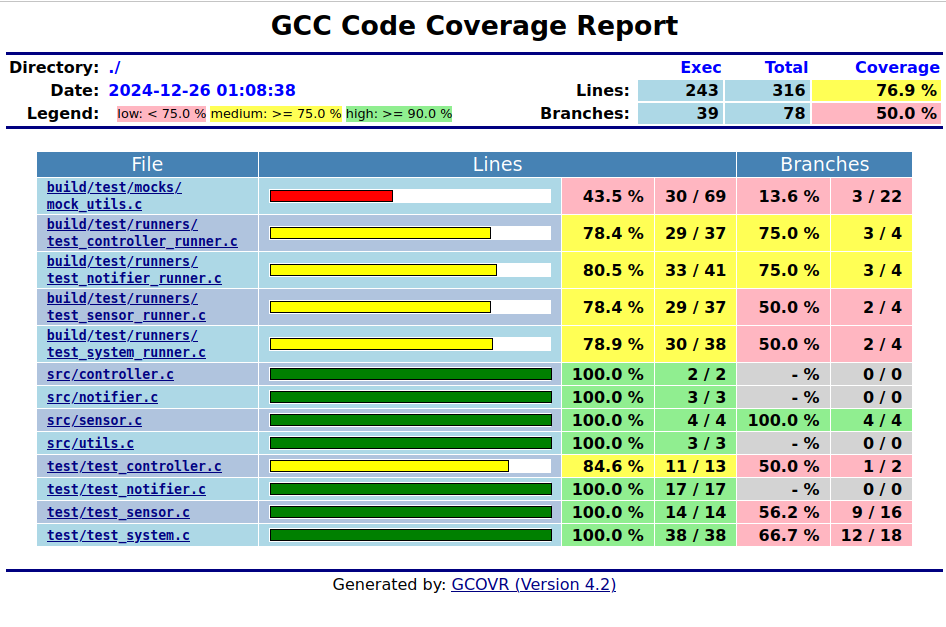 GCC Code Coverage Report
Directory: ./
Exec Total Coverage
Date: 2024-12-26 01:08:38
Lines: 243 316 76.9 %
Legend: low: < 75.0 % medium: >= 75.0 % high: >= 90.0 %
Branches: 39 78 50.0 %
File Lines Branches
build/test/mocks/
mock_utils.c 43.5 % 30 / 69 13.6 % 3 / 22
build/test/runners/
test_controller_runner.c 78.4 % 29 / 37 75.0 % 3 / 4
build/test/runners/
test_notifier_runner.c 80.5 % 33 / 41 75.0 % 3 / 4
build/test/runners/
test_sensor_runner.c 78.4 % 29 / 37 50.0 % 2 / 4
build/test/runners/
test_system_runner.c 78.9 % 30 / 38 50.0 % 2 / 4
src/controller.c 100.0 % 2 / 2 - % 0 / 0
src/notifier.c 100.0 % 3 / 3 - % 0 / 0
src/sensor.c 100.0 % 4 / 4 100.0 % 4 / 4
src/utils.c 100.0 % 3 / 3 - % 0 / 0
test/test_controller.c 84.6 % 11 / 13 50.0 % 1 / 2
test/test_notifier.c 100.0 % 17 / 17 - % 0 / 0
test/test_sensor.c 100.0 % 14 / 14 56.2 % 9 / 16
test/test_system.c 100.0 % 38 / 38 66.7 % 12 / 18
Generated by: GCOVR (Version 4.2)